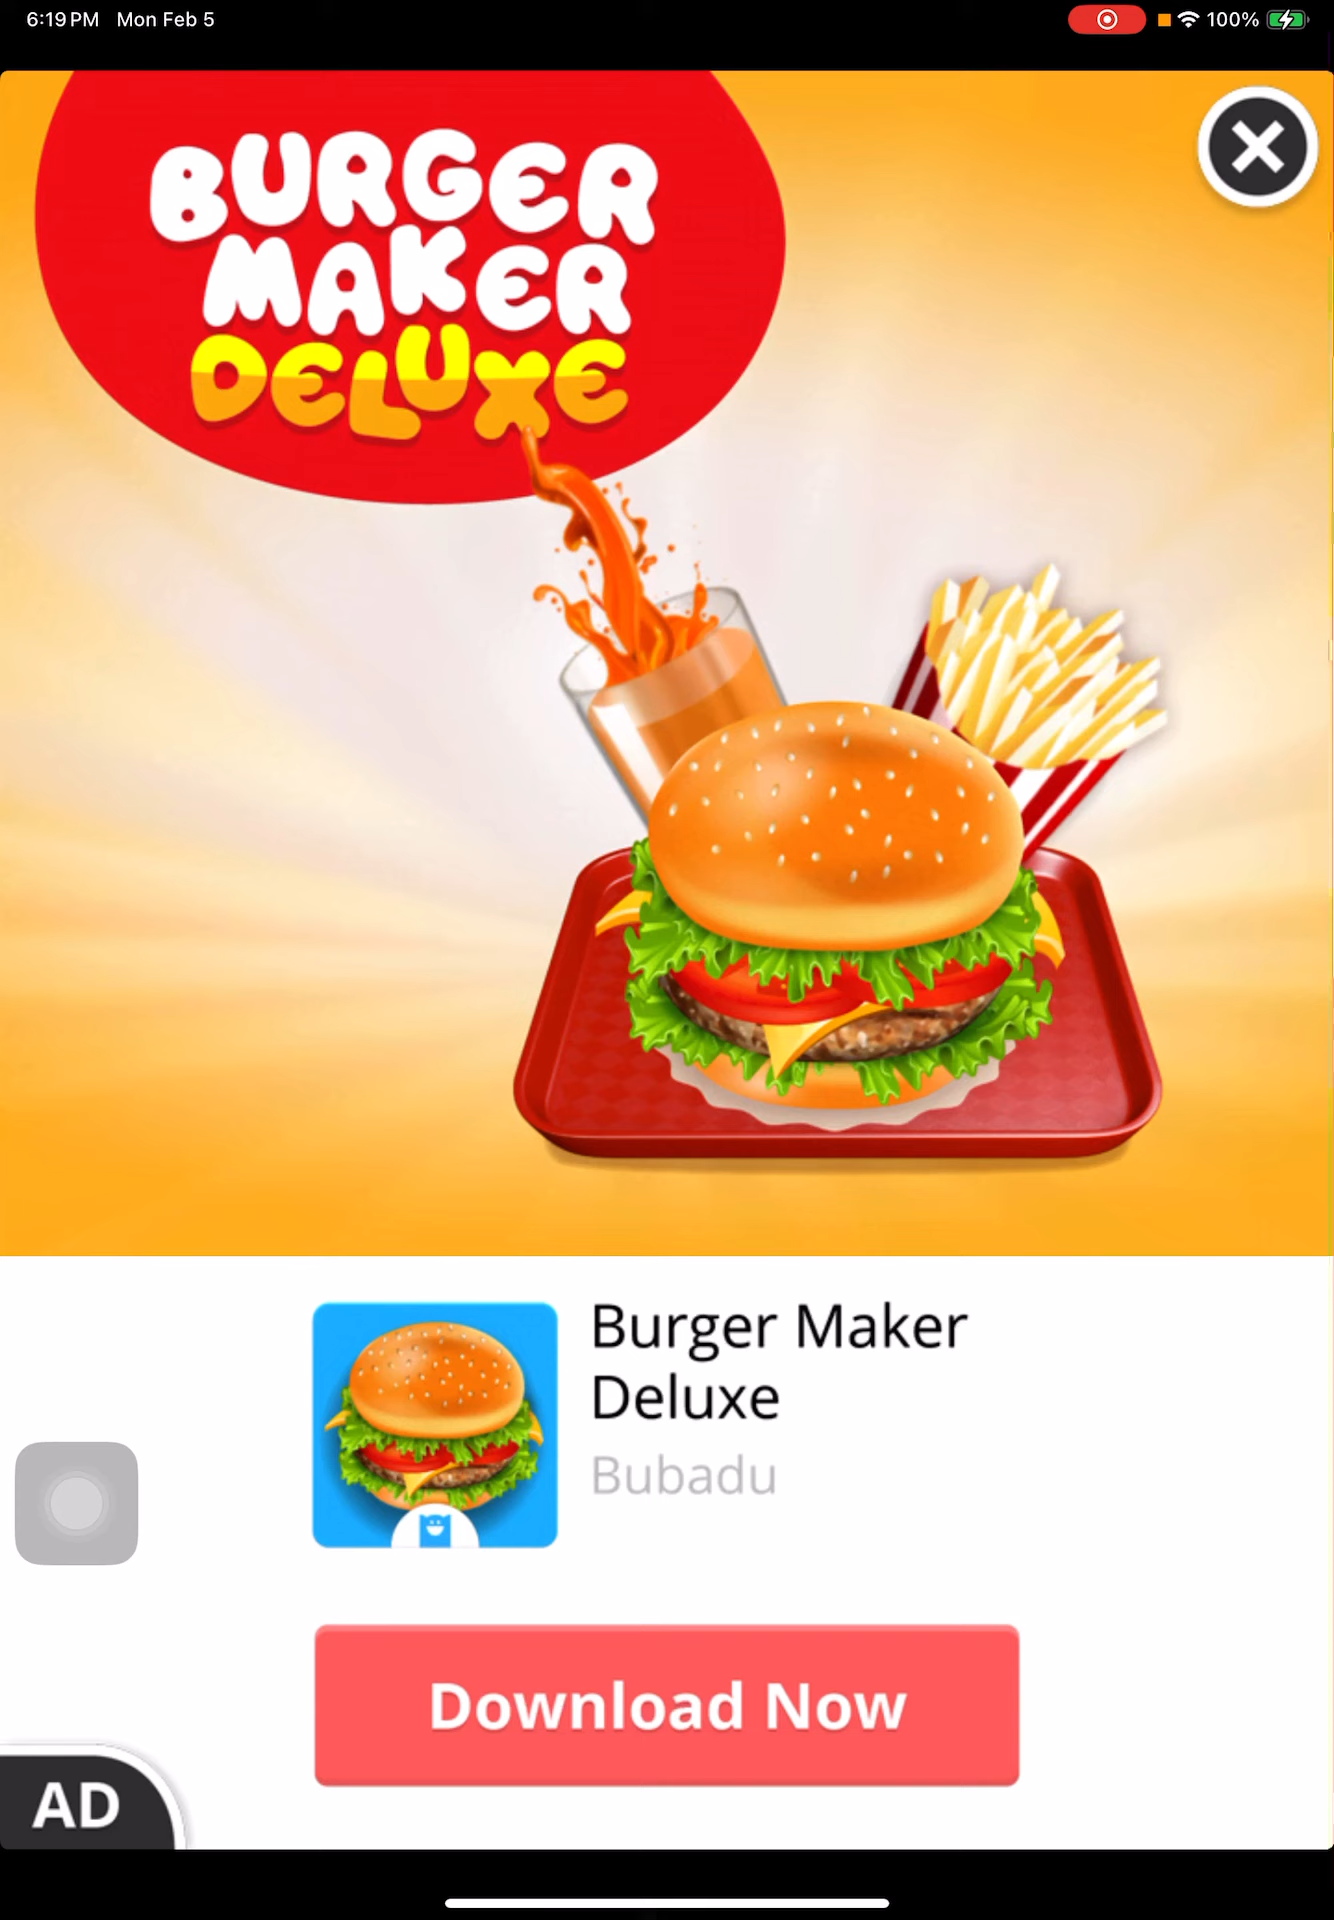 6:19 PM Mon Feb 5
100%
BURGER
MAKER
DELUXE
Burger Maker
Deluxe
Bubadu
Download Now
AD